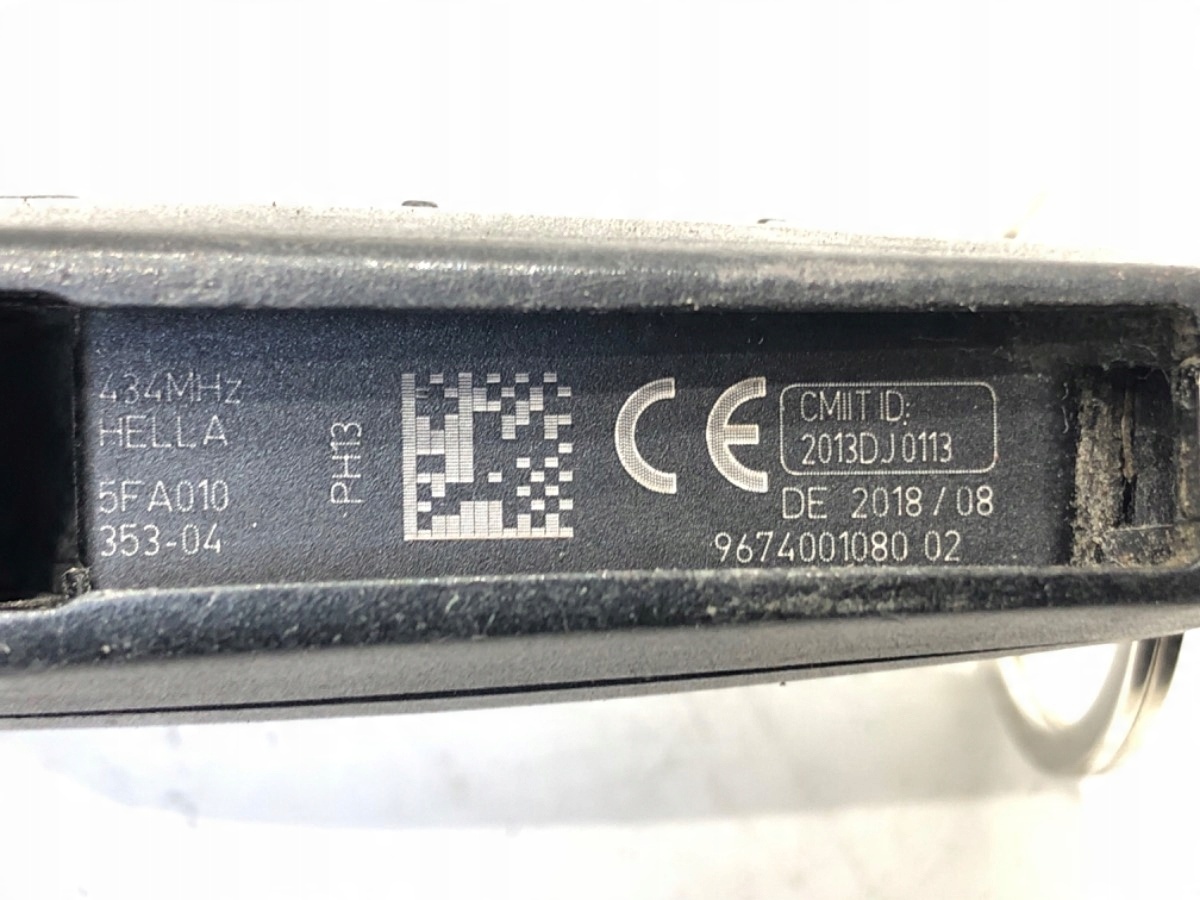 434MHz
HELLA
5FA010
353-04
PH13
CE
CMIIT ID:
2013DJ0113
DE 2018/08
9674001080 02